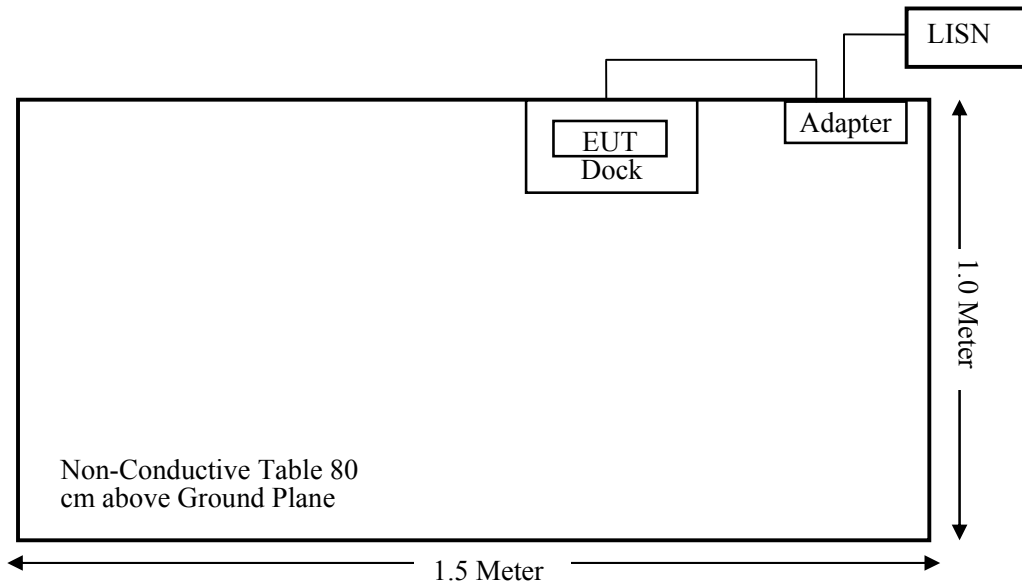 LISN
Adapter
EUT
Dock
1.0 Meter
Non-Conductive Table 80
cm above Ground Plane
1.5 Meter